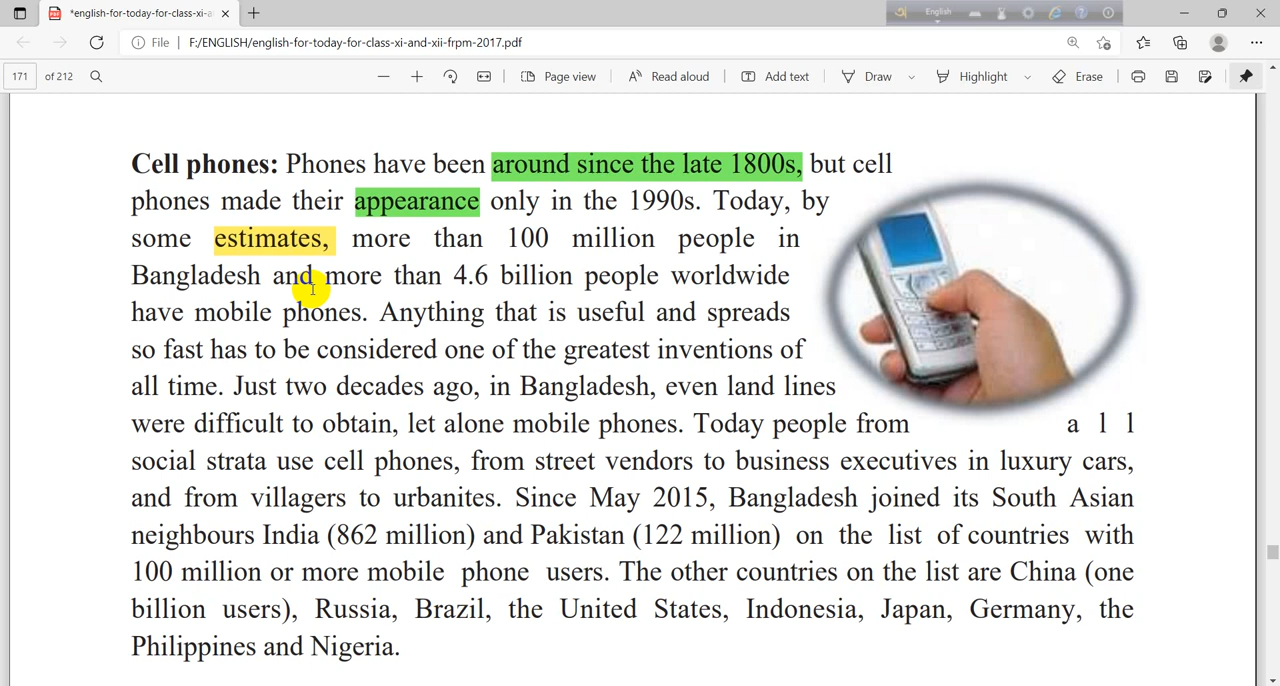 *english-for-today-for-class-xi-a
English
File | F:/ENGLISH/english-for-today-for-class-xi-and-xii-frpm-2017.pdf
171 of 212 Page view Read aloud Add text Draw Highlight Erase
Cell phones: Phones have been around since the late 1800s, but cell
phones made their appearance only in the 1990s. Today, by
some estimates, more than 100 million people in
Bangladesh and more than 4.6 billion people worldwide
have mobile phones. Anything that is useful and spreads
so fast has to be considered one of the greatest inventions of
all time. Just two decades ago, in Bangladesh, even land lines
were difficult to obtain, let alone mobile phones. Today people from a l l
social strata use cell phones, from street vendors to business executives in luxury cars,
and from villagers to urbanites. Since May 2015, Bangladesh joined its South Asian
neighbours India (862 million) and Pakistan (122 million) on the list of countries with
100 million or more mobile phone users. The other countries on the list are China (one
billion users), Russia, Brazil, the United States, Indonesia, Japan, Germany, the
Philippines and Nigeria.